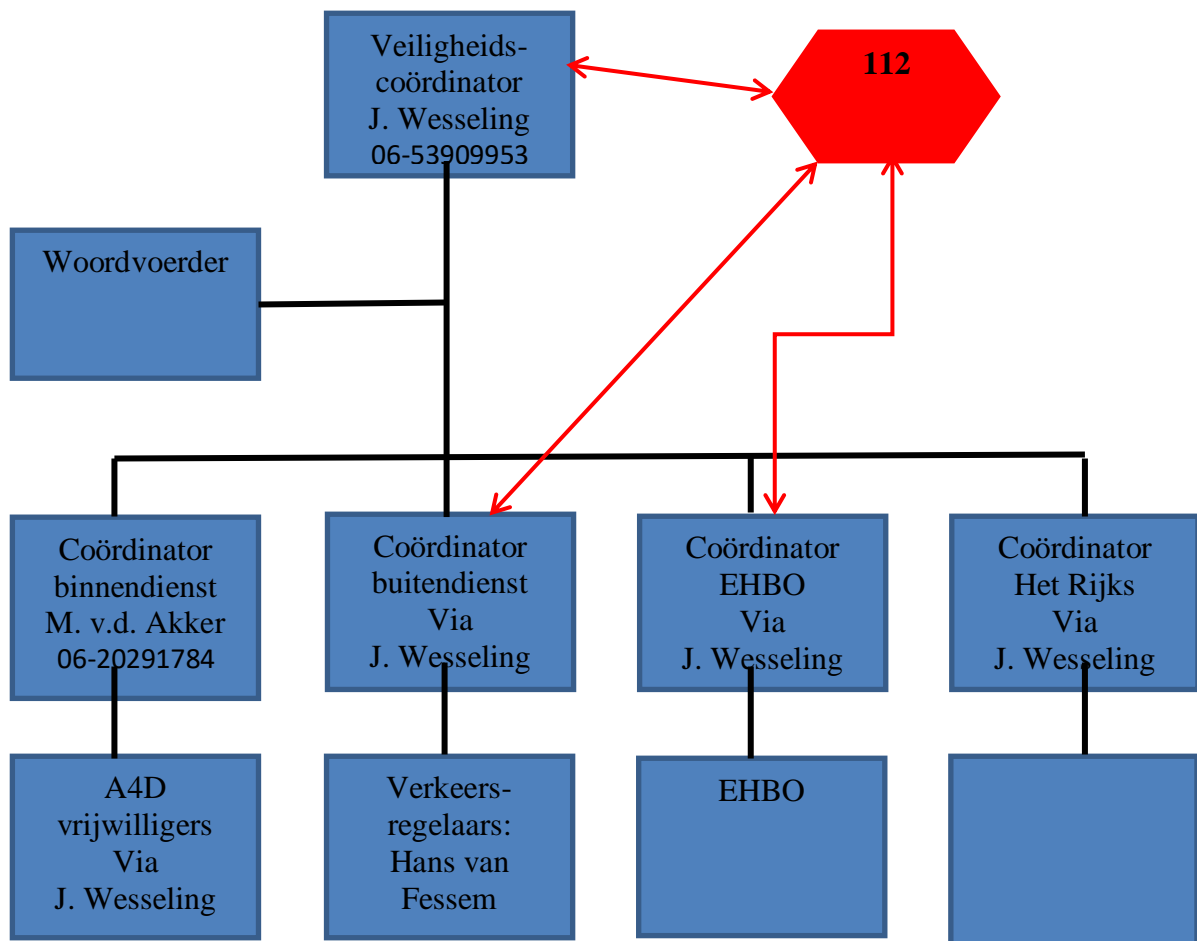 Veiligheids-
coördinator
J. Wesseling
06-53909953
112
Woordvoerder
Coördinator
binnendienst
M. v.d. Akker
06-20291784
Coördinator
buitendienst
Via
J. Wesseling
Coördinator
EHBO
Via
J. Wesseling
Coördinator
Het Rijks
Via
J. Wesseling
A4D
vrijwilligers
Via
J. Wesseling
Verkeers-
regelaars:
Hans van
Fessem
EHBO